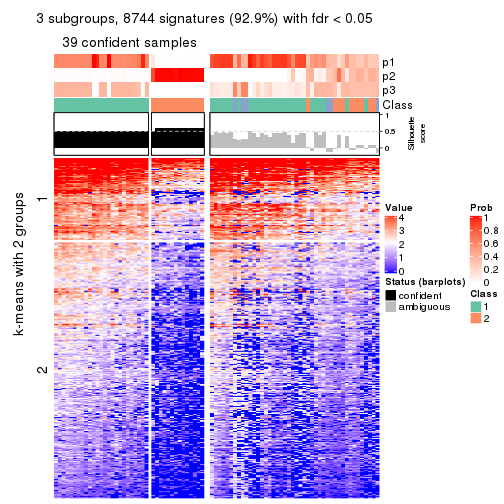 3 subgroups, 8744 signatures (92.9%) with fdr < 0.05
39 confident samples
p1
p2
p3
Class
1
0.5
0
Silhouette
score
k-means with 2 groups
1
2
Value
4
3
2
1
0
Status (barplots)
confident
ambiguous
Prob
1
0.8
0.6
0.4
0.2
0
Class
1
2